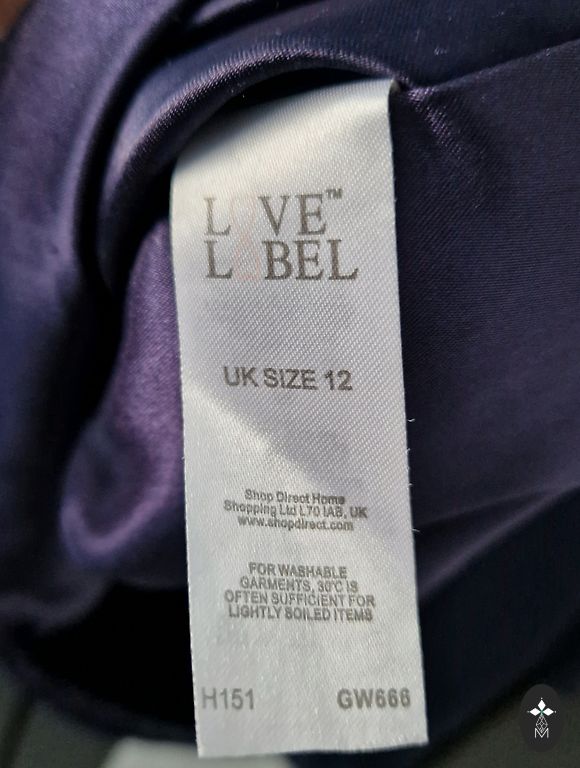 LOVE™
LABEL
UK SIZE 12
Shop Direct Home
Shopping Ltd L70 IAB, UK
www.shopdirect.com
FOR WASHABLE
GARMENTS, 30°C IS
OFTEN SUFFICIENT FOR
LIGHTLY SOILED ITEMS
H151 GW666